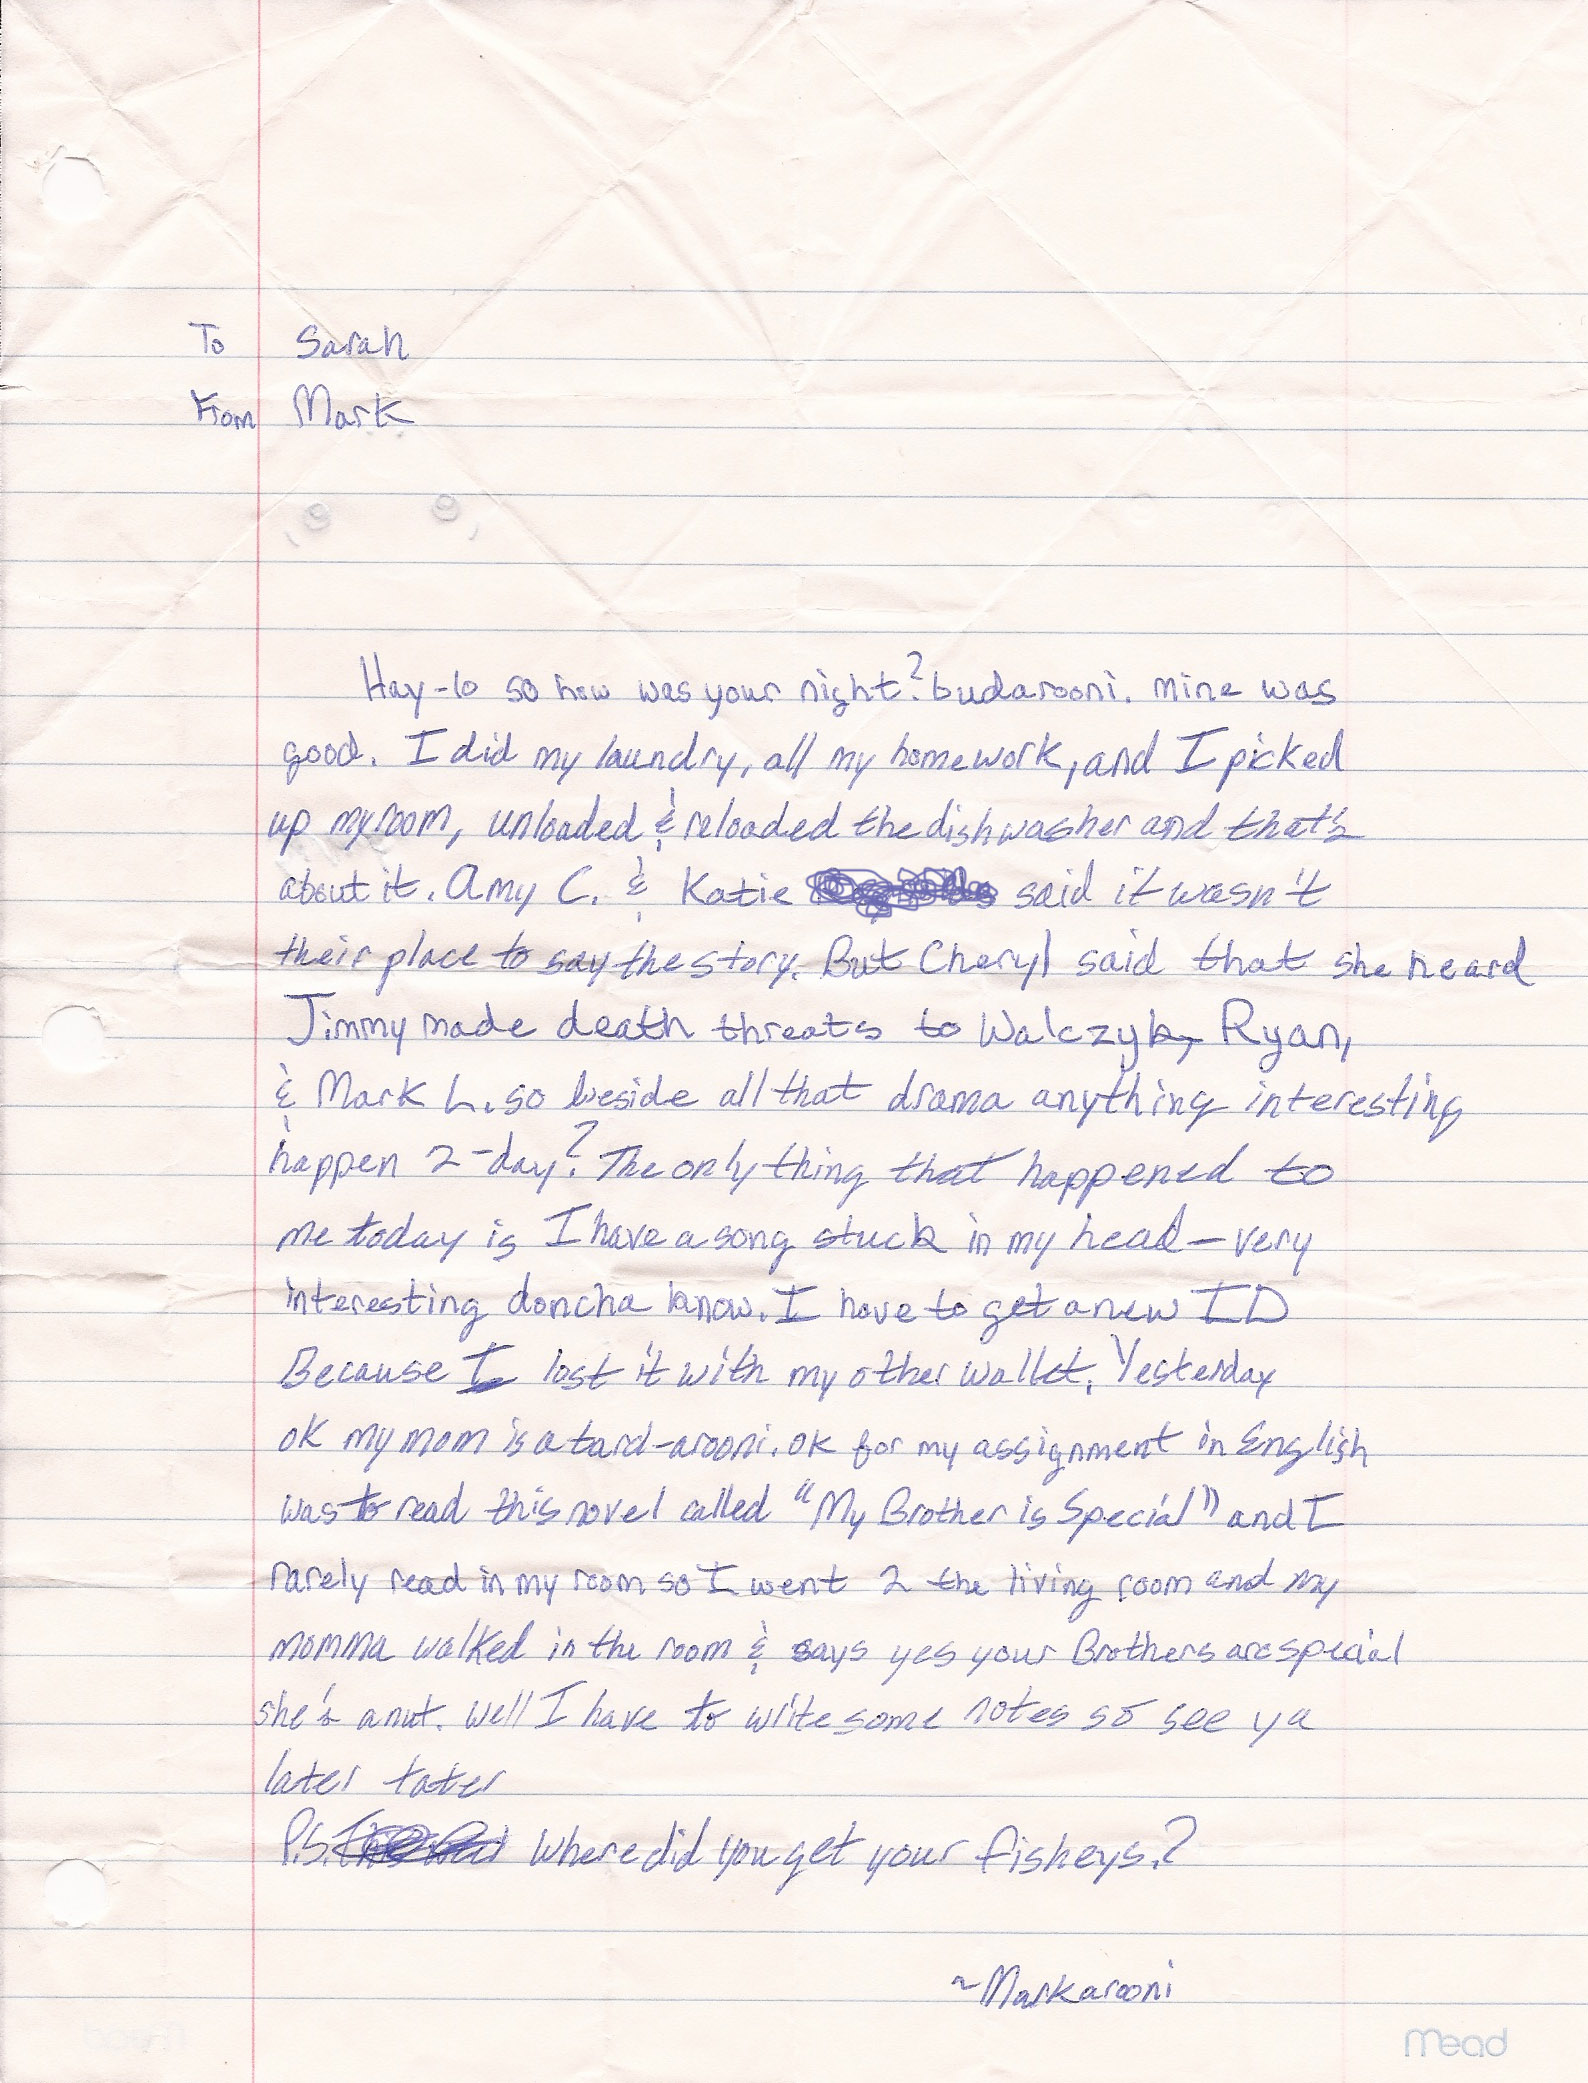 To Sarah
From Mark
Hay-lo so how was your night? budarooni. mine was
good. I did my laundry, all my homework, and I picked
up my room, unloaded & reloaded the dishwasher and that's
about it. Amy C. & Katie said it wasn't
their place to say the story. But Cheryl said that she heard
Jimmy made death threats to Walczyk, Ryan,
& Mark L. so beside all that drama anything interesting
happen 2-day? The only thing that happened to
me today is I have a song stuck in my head - very
interesting doncha know. I have to get a new ID
Because I lost it with my other wallet. Yesterday
ok my mom is a tard-arooni. ok for my assignment in English
was to read this novel called "My Brother is Special" and I
rarely read in my room so I went 2 the living room and my
momma walked in the room & says yes your Brothers are special
she's a nut. well I have to write some notes so see ya
later tater
P.S. Where did you get your fisheys?
~Markarooni
Mead